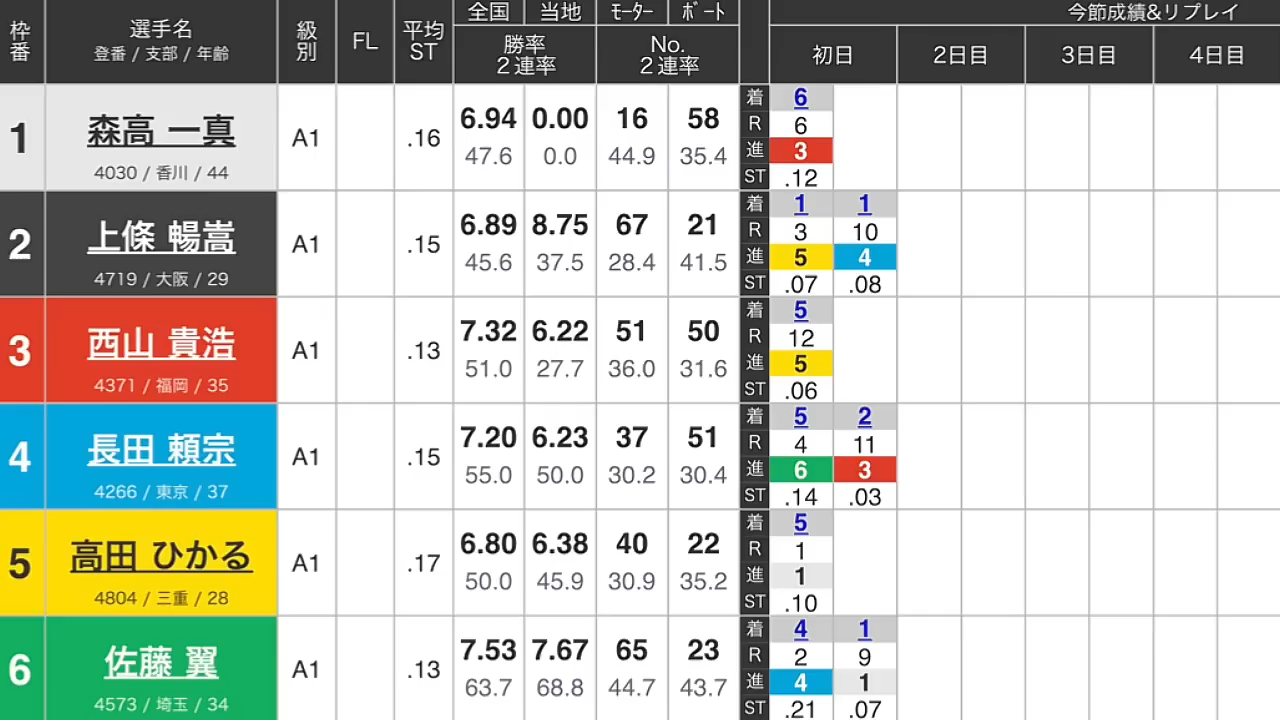 枠番 選手名 登番 / 支部 / 年齢 級別 FL 平均ST 全国 当地 ﾓｰﾀｰ ﾎﾞｰﾄ 今節成績&リプレイ
勝率 2連率 No. 2連率 初日 2日目 3日目 4日目
1 森高 一真 A1 .16 6.94 0.00 16 58 着 6
47.6 0.0 44.9 35.4 R 6
進 3
4030 / 香川 / 44 ST .12
2 上條 暢嵩 A1 .15 6.89 8.75 67 21 着 1 1
45.6 37.5 28.4 41.5 R 3 10
進 5 4
4719 / 大阪 / 29 ST .07 .08
3 西山 貴浩 A1 .13 7.32 6.22 51 50 着 5
51.0 27.7 36.0 31.6 R 12
進 5
4371 / 福岡 / 35 ST .06
4 長田 頼宗 A1 .15 7.20 6.23 37 51 着 5 2
55.0 50.0 30.2 30.4 R 4 11
進 6 3
4266 / 東京 / 37 ST .14 .03
5 高田 ひかる A1 .17 6.80 6.38 40 22 着 5
50.0 45.9 30.9 35.2 R 1
進 1
4804 / 三重 / 28 ST .10
6 佐藤 翼 A1 .13 7.53 7.67 65 23 着 4 1
63.7 68.8 44.7 43.7 R 2 9
進 4 1
4573 / 埼玉 / 34 ST .21 .07